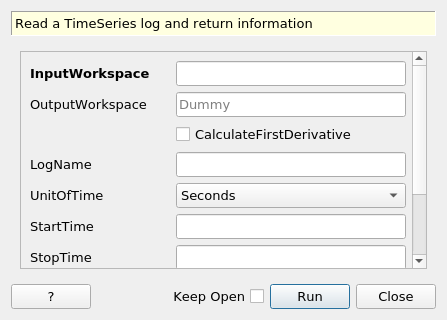 Read a TimeSeries log and return information
InputWorkspace
OutputWorkspace Dummy
CalculateFirstDerivative
LogName
UnitOfTime Seconds
StartTime
StopTime
? Keep Open Run Close